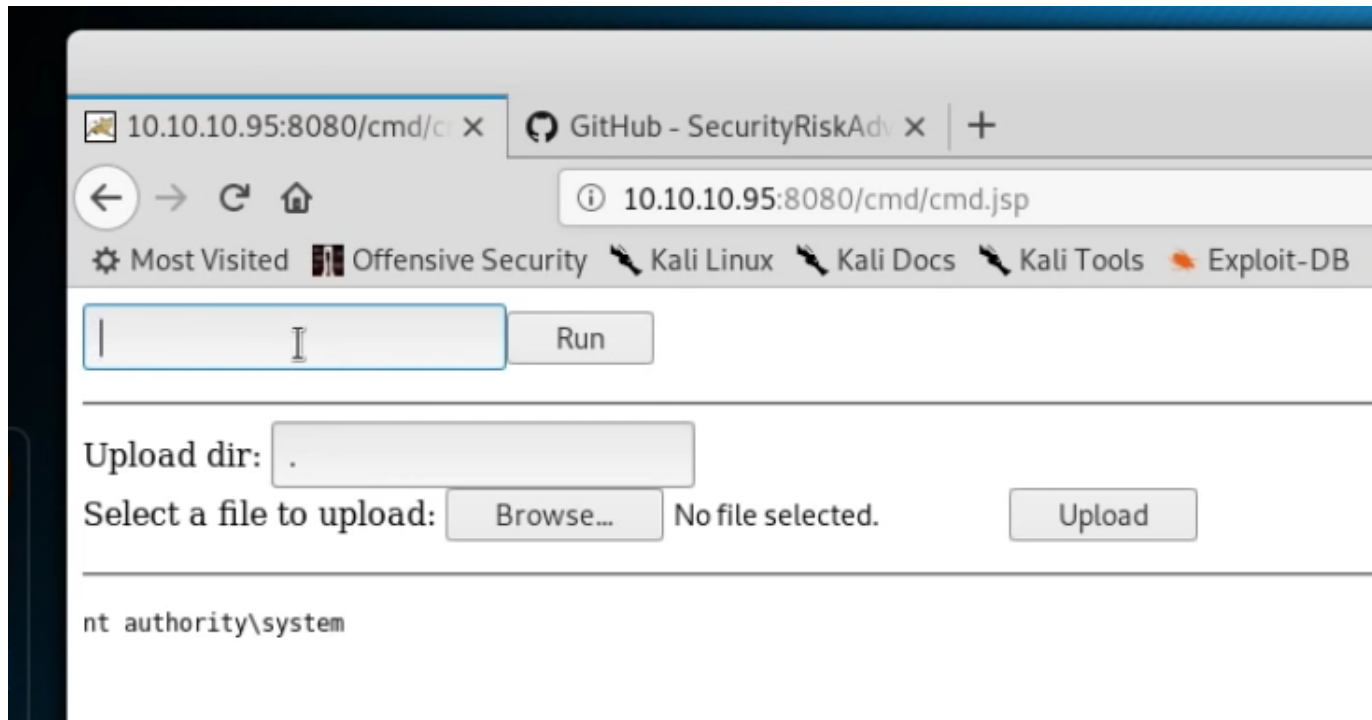 10.10.10.95:8080/cmd/c
GitHub - SecurityRiskAdv
10.10.10.95:8080/cmd/cmd.jsp
Most Visited Offensive Security Kali Linux Kali Docs Kali Tools Exploit-DB
Run
Upload dir: .
Select a file to upload: Browse... No file selected. Upload
nt authority\system